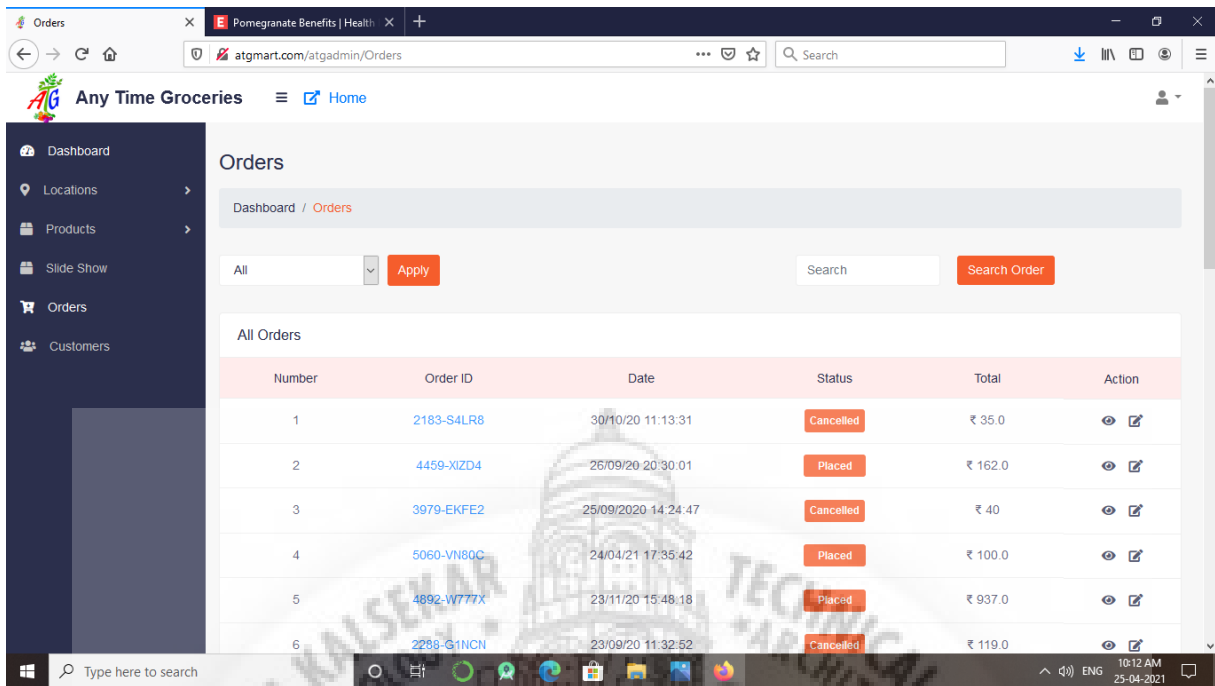 Orders
Pomegranate Benefits | Health
atgmart.com/atgadmin/Orders
Search
ATG Any Time Groceries Home
Dashboard
Locations
Products
Slide Show
Orders
Customers
Orders
Dashboard / Orders
All Apply Search Search Order
All Orders
Number Order ID Date Status Total Action
1 2183-S4LR8 30/10/20 11:13:31 Cancelled ₹ 35.0
2 4459-XIZD4 26/09/20 20:30:01 Placed ₹ 162.0
3 3979-EKFE2 25/09/2020 14:24:47 Cancelled ₹ 40
4 5060-VN80C 24/04/21 17:35:42 Placed ₹ 100.0
5 4892-W777X 23/11/20 15:48:18 Placed ₹ 937.0
6 2288-G1NCN 23/09/20 11:32:52 Cancelled ₹ 119.0
KALSEKAR
Type here to search
ENG
10:12 AM
25-04-2021